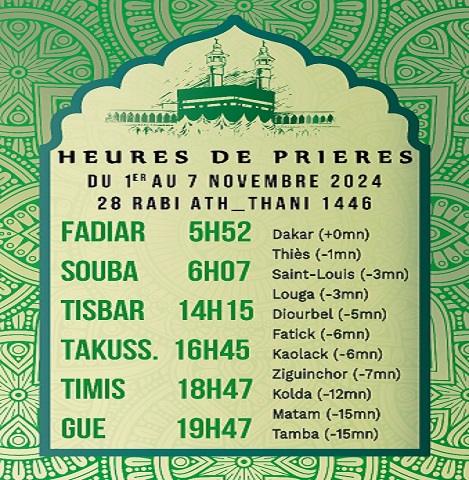 HEURES DE PRIERES
DU 1ER AU 7 NOVEMBRE 2024
28 RABI ATH_THANI 1446
FADIAR 5H52
SOUBA 6H07
TISBAR 14H15
TAKUSS. 16H45
TIMIS 18H47
GUE 19H47
Dakar (+0mn)
Thiès (-1mn)
Saint-Louis (-3mn)
Louga (-3mn)
Diourbel (-5mn)
Fatick (-6mn)
Kaolack (-6mn)
Ziguinchor (-7mn)
Kolda (-12mn)
Matam (-15mn)
Tamba (-15mn)